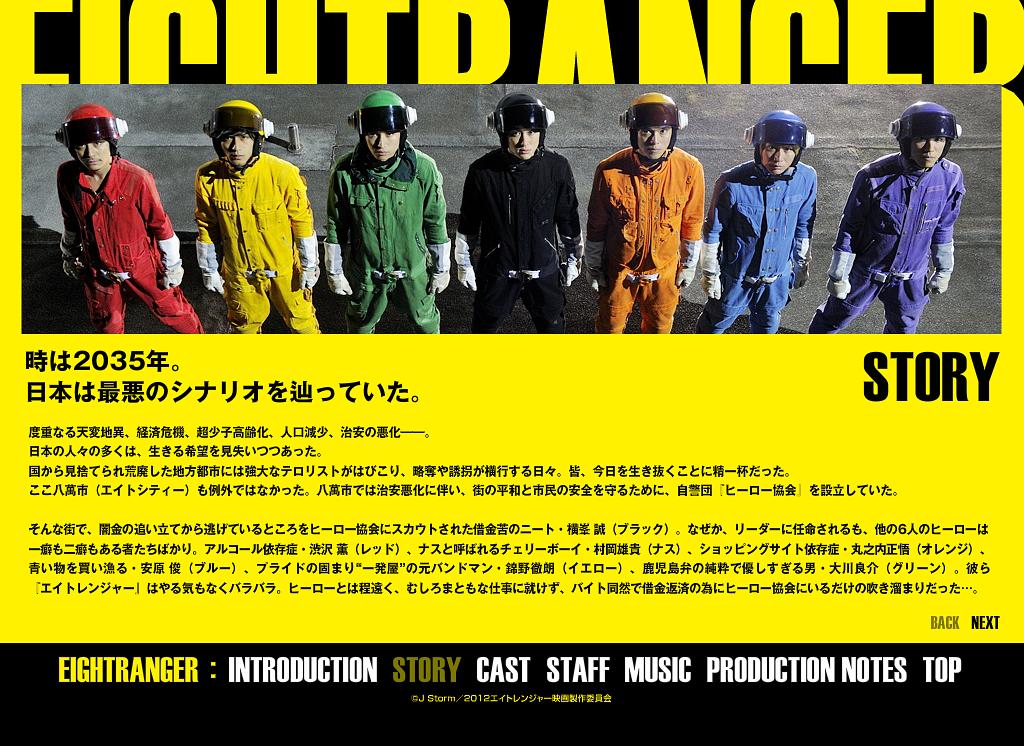 EIGHTRANGER
時は2035年。
日本は最悪のシナリオを辿っていた。
STORY
度重なる天変地異、経済危機、超少子高齢化、人口減少、治安の悪化――。
日本の人々の多くは、生きる希望を見失いつつあった。
国から見捨てられ荒廃した地方都市には強大なテロリストがはびこり、略奪や誘拐が横行する日々。皆、今日を生き抜くことに精一杯だった。
ここ八萬市（エイトシティー）も例外ではなかった。八萬市では治安悪化に伴い、街の平和と市民の安全を守るために、自警団『ヒーロー協会』を設立していた。
そんな街で、闇金の追い立てから逃げているところをヒーロー協会にスカウトされた借金苦のニート・横峯 誠（ブラック）。なぜか、リーダーに任命されるも、他の6人のヒーローは
一癖も二癖もある者たちばかり。アルコール依存症・渋沢 薫（レッド）、ナスと呼ばれるチェリーボーイ・村岡雄貴（ナス）、ショッピングサイト依存症・丸之内正悟（オレンジ）、
青い物を買い漁る・安原 俊（ブルー）、プライドの固まり“一発屋”の元バンドマン・錦野徹朗（イエロー）、鹿児島弁の純粋で優しすぎる男・大川良介（グリーン）。彼ら
『エイトレンジャー』はやる気もなくバラバラ。ヒーローとは程遠く、むしろまともな仕事に就けず、バイト同然で借金返済の為にヒーロー協会にいるだけの吹き溜まりだった…。
BACK NEXT
EIGHTRANGER : INTRODUCTION STORY CAST STAFF MUSIC PRODUCTION NOTES TOP
©J Storm／2012エイトレンジャー映画製作委員会